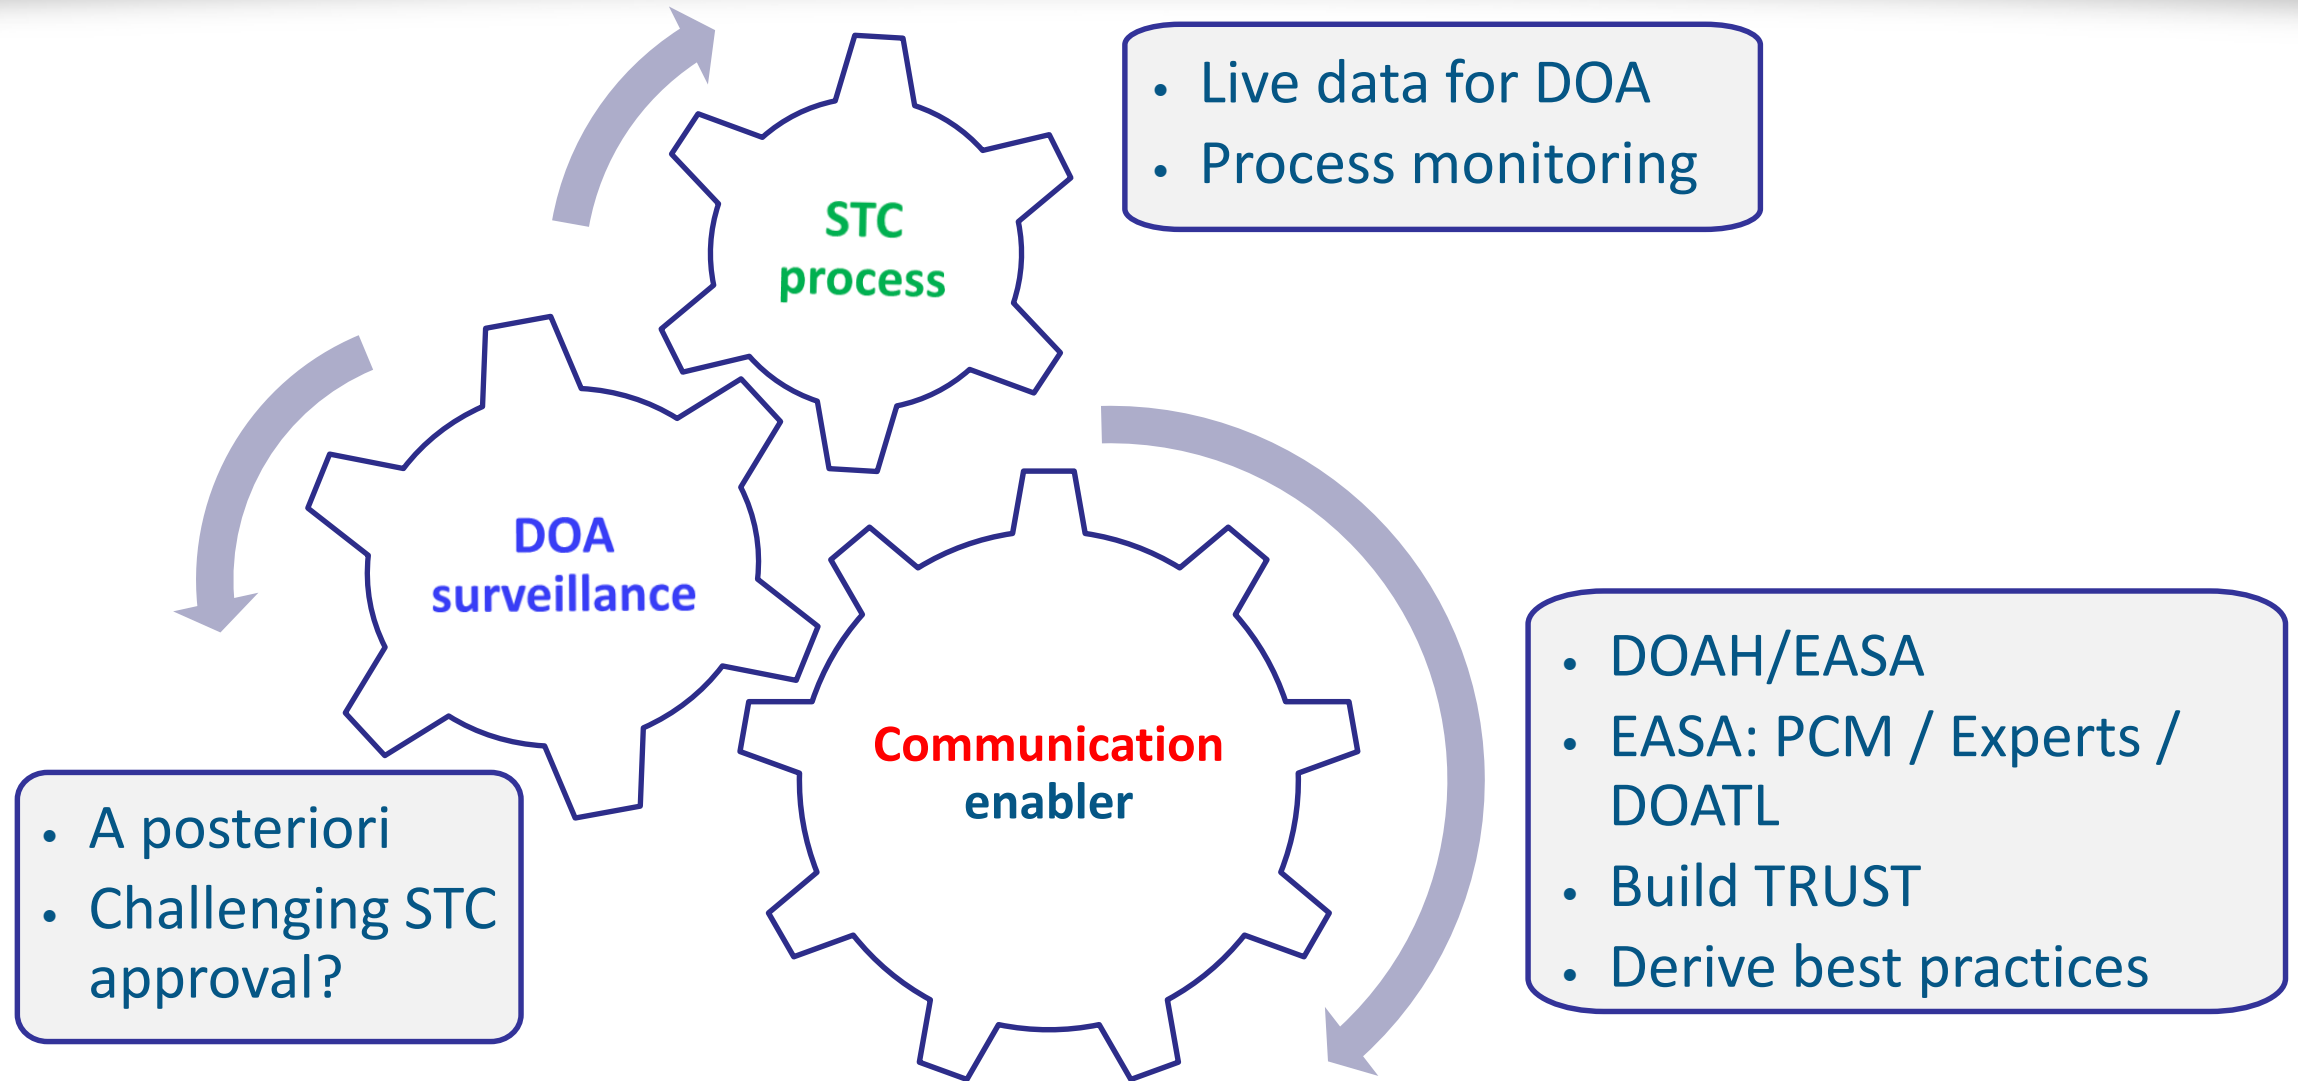 STC
process
• Live data for DOA
• Process monitoring
DOA
surveillance
• A posteriori
• Challenging STC
approval?
Communication
enabler
• DOAH/EASA
• EASA: PCM / Experts /
DOATL
• Build TRUST
• Derive best practices